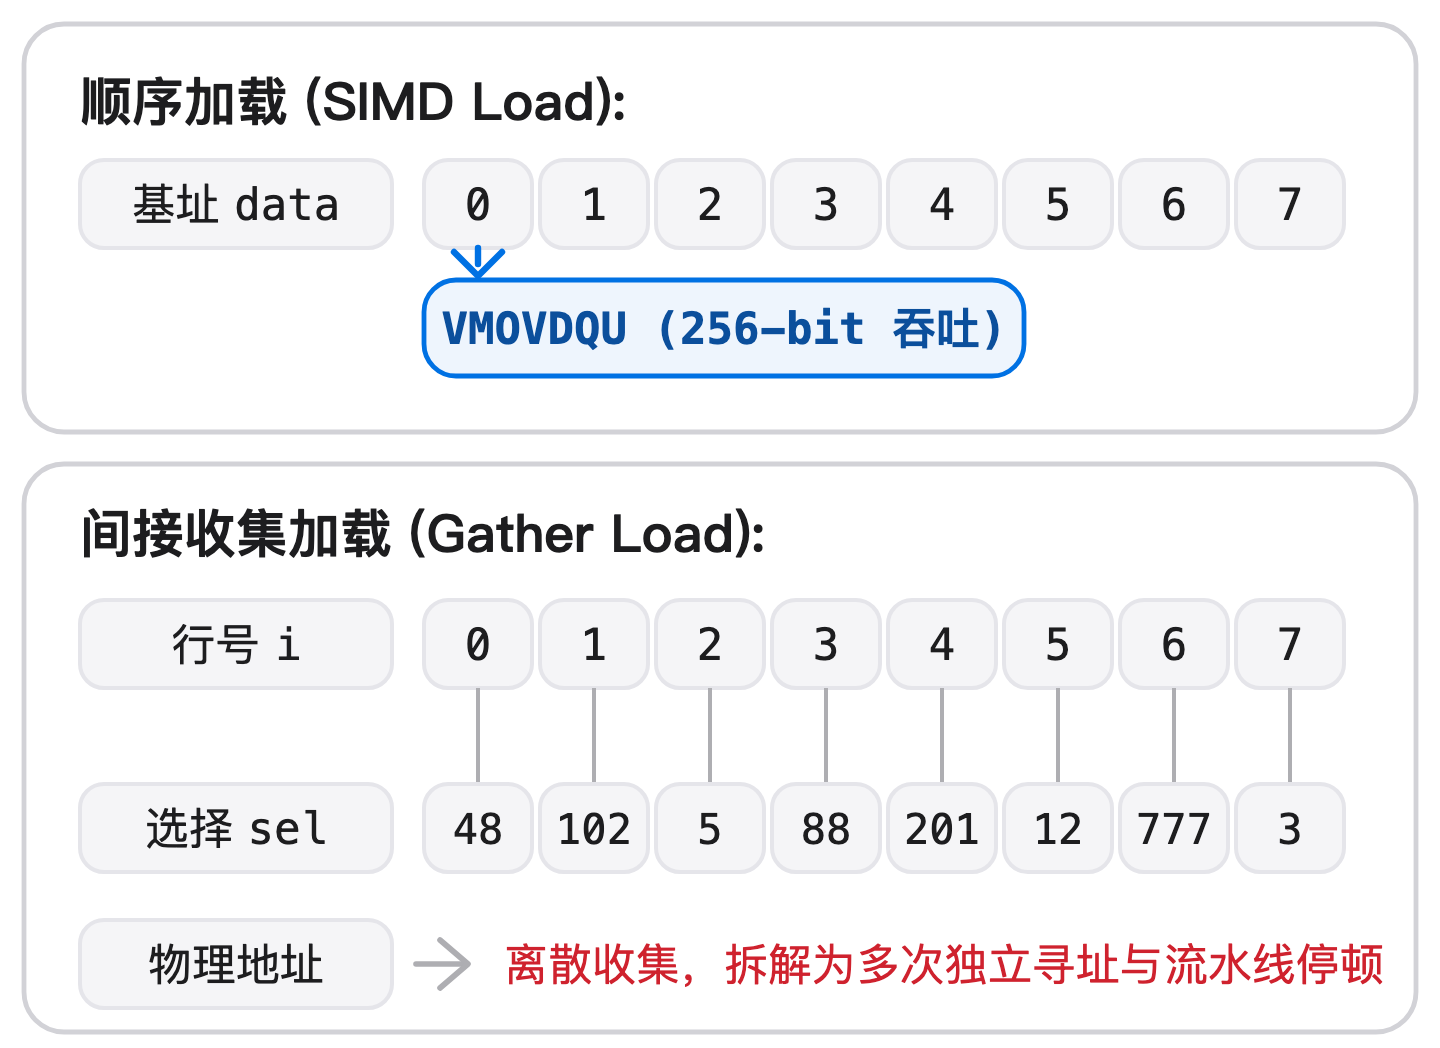 顺序加载 (SIMD Load):
基址 data 0 1 2 3 4 5 6 7
VMOVDQU (256-bit 吞吐)
间接收集加载 (Gather Load):
行号 i 0 1 2 3 4 5 6 7
选择 sel 48 102 5 88 201 12 777 3
物理地址 → 离散收集，拆解为多次独立寻址与流水线停顿